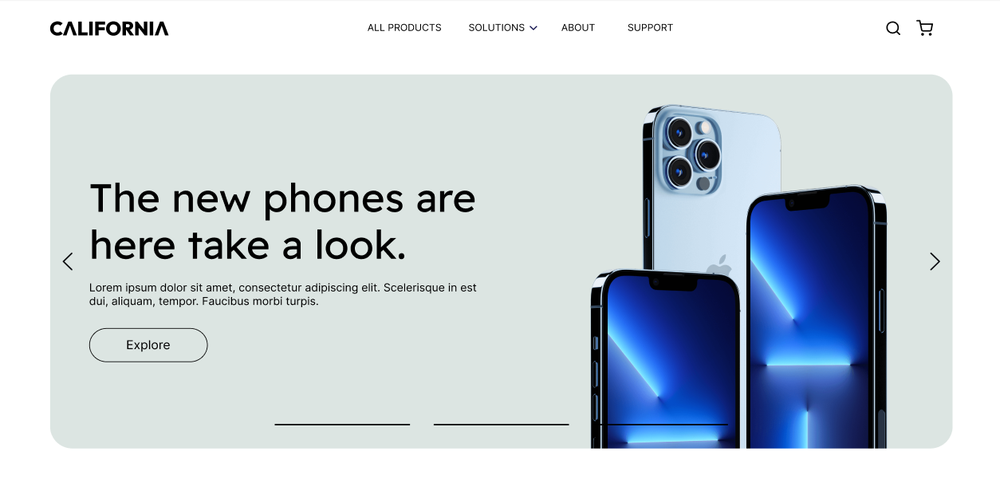 CALIFORNIA
ALL PRODUCTS
SOLUTIONS
ABOUT
SUPPORT
The new phones are
here take a look.
Lorem ipsum dolor sit amet, consectetur adipiscing elit. Scelerisque in est
dui, aliquam, tempor. Faucibus morbi turpis.
Explore